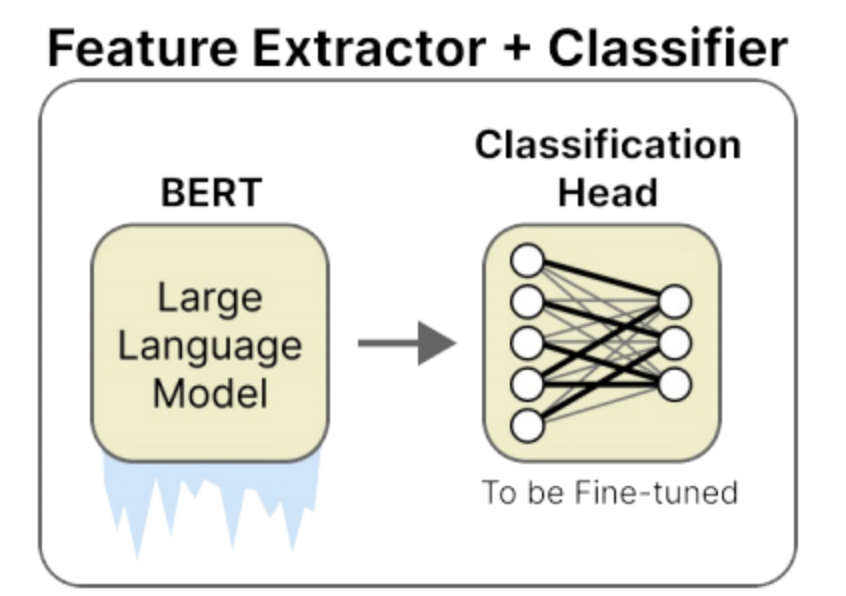 Feature Extractor + Classifier
BERT
Large
Language
Model
Classification
Head
To be Fine-tuned